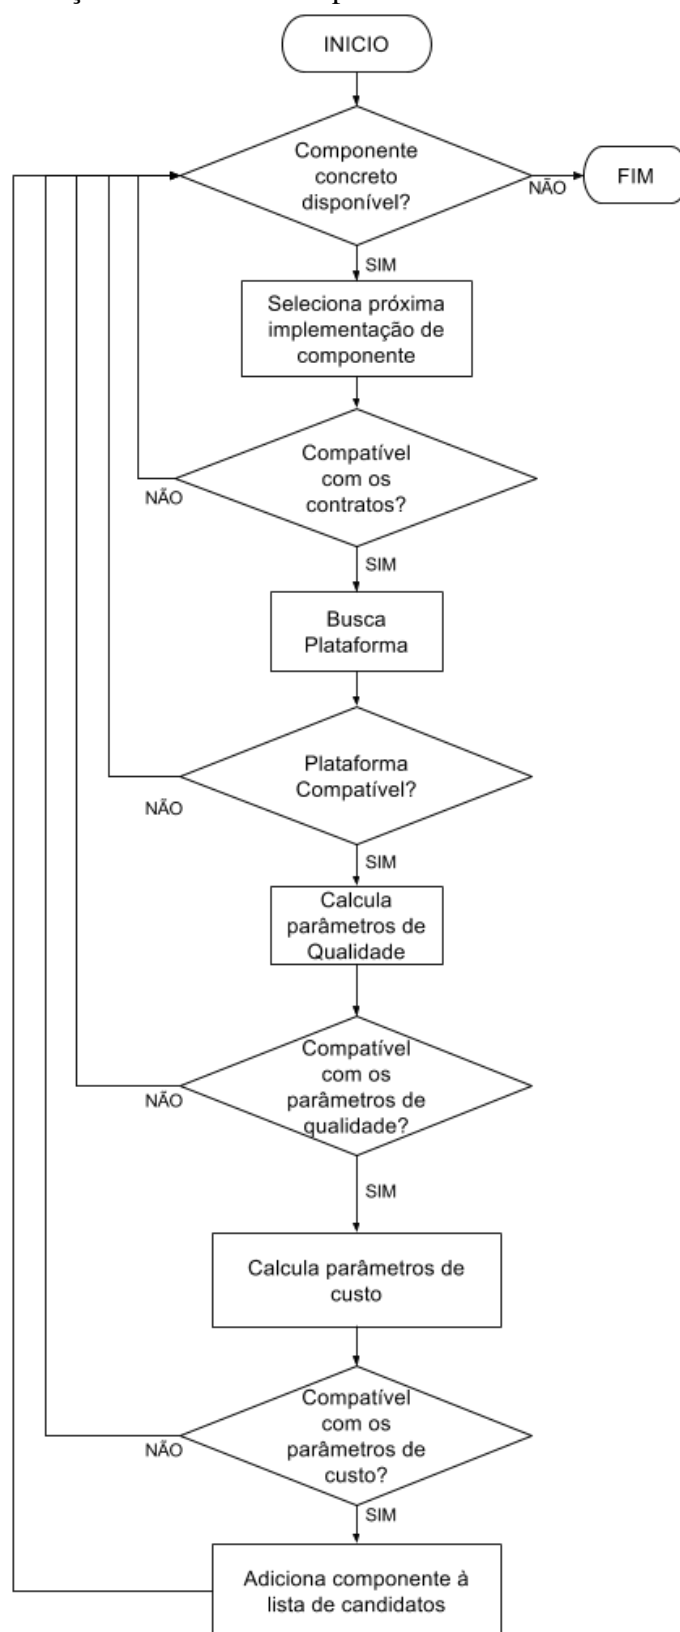 INICIO
Componente
concreto
disponível?
NÃO
FIM
SIM
Seleciona próxima
implementação de
componente
Compatível
com os
contratos?
NÃO
SIM
Busca
Plataforma
Plataforma
Compatível?
NÃO
SIM
Calcula
parâmetros de
Qualidade
Compatível
com os
parâmetros de
qualidade?
NÃO
SIM
Calcula parâmetros de
custo
Compatível
com os
parâmetros de
custo?
NÃO
SIM
Adiciona componente à
lista de candidatos